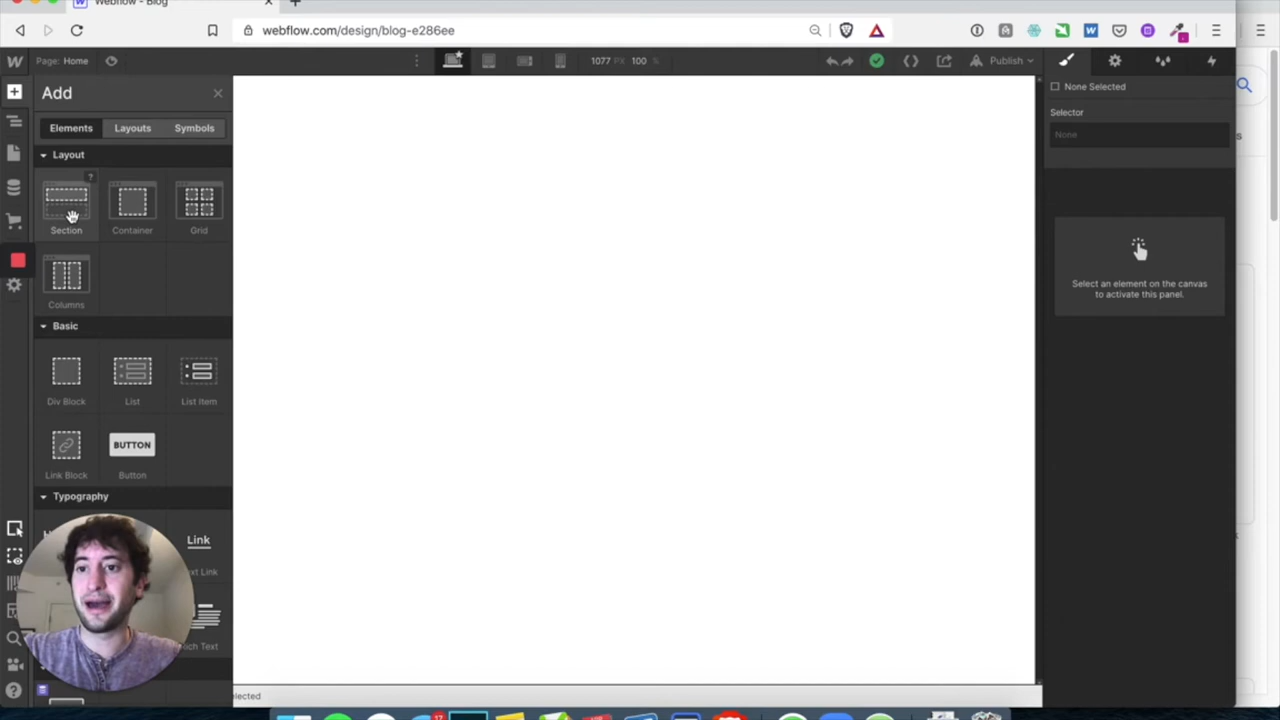 Webflow - Blog
webflow.com/design/blog-e286ee
Page: Home
1077 PX 100 %
Publish
Add
None Selected
Selector
None
Elements Layouts Symbols
Layout
?
Section Container Grid
Columns
Select an element on the canvas
to activate this panel.
Basic
Div Block List List Item
BUTTON
Link Block Button
Typography
Link
Rich Text
17